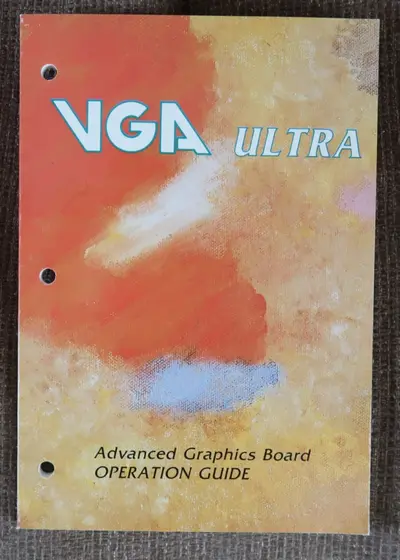 VGA ULTRA
Advanced Graphics Board
OPERATION GUIDE